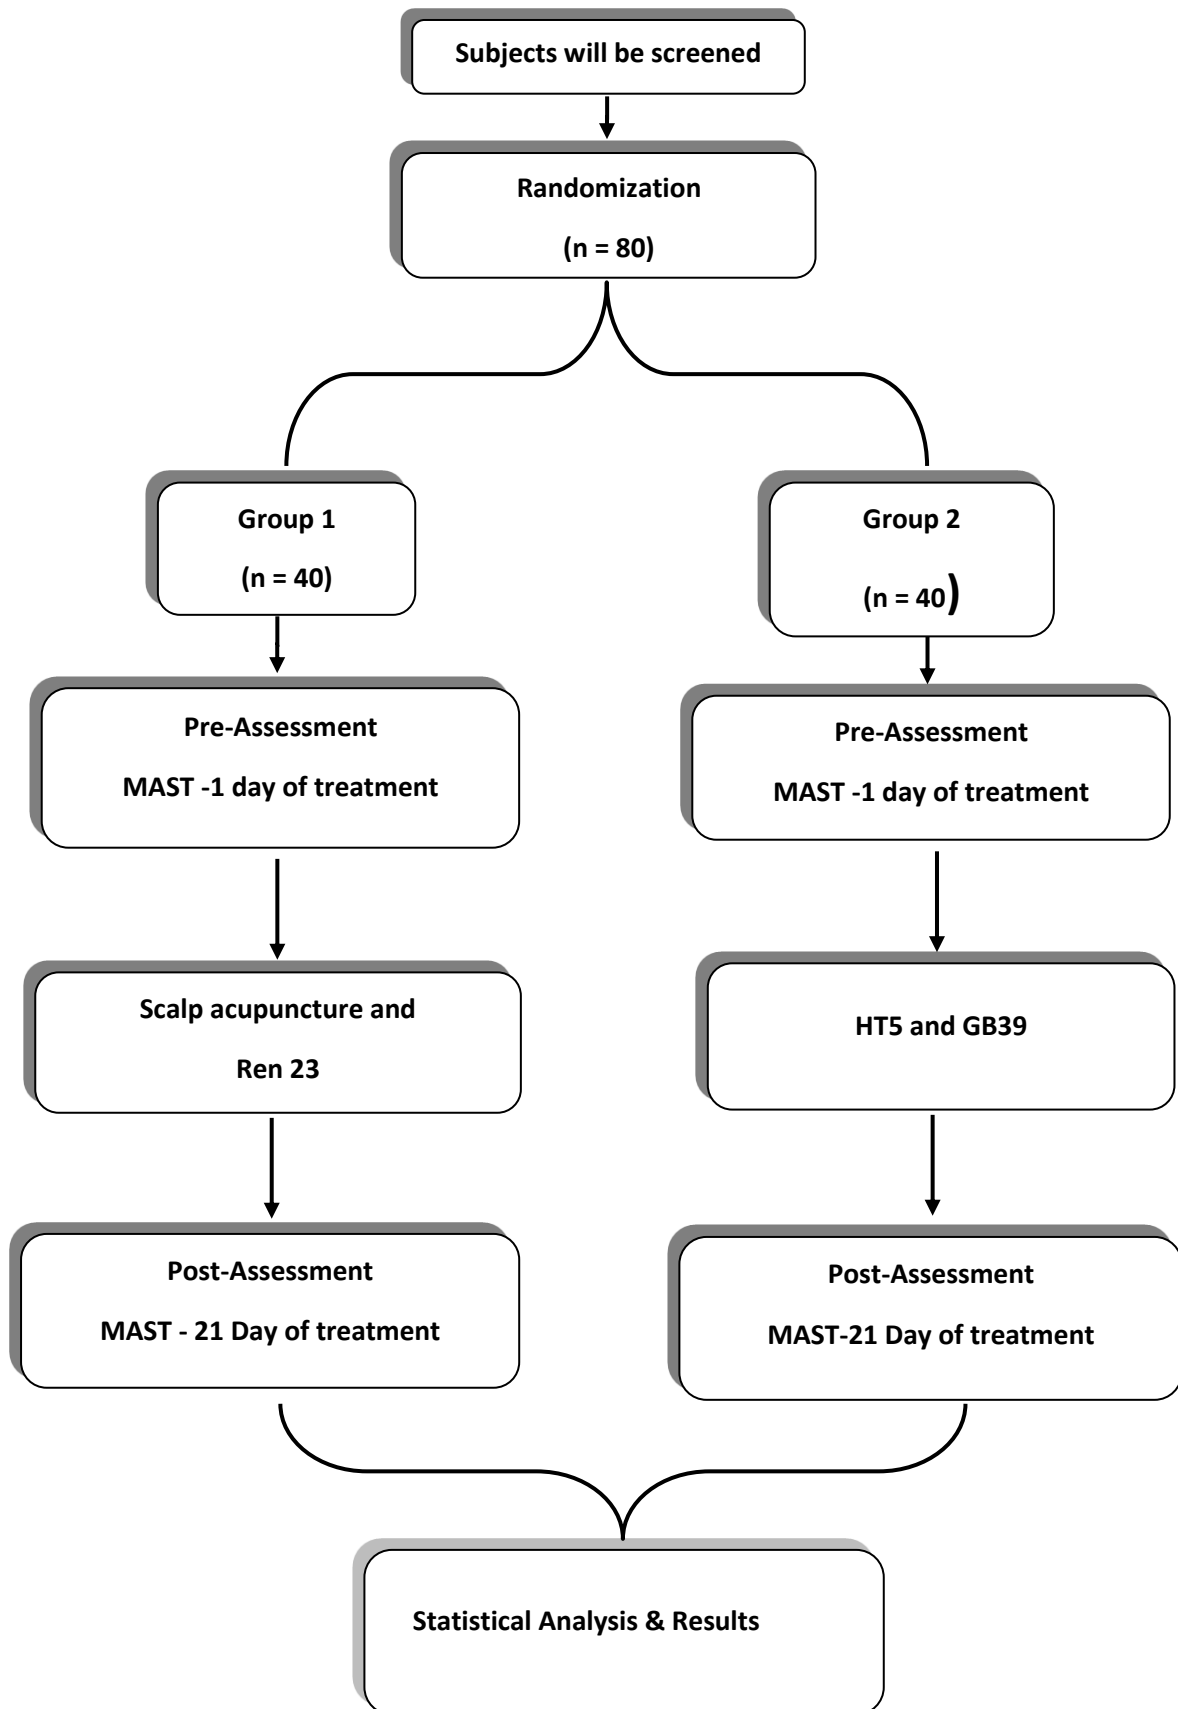 Subjects will be screened
Randomization
(n = 80)
Group 1
(n = 40)
Group 2
(n = 40)
Pre-Assessment
MAST -1 day of treatment
Pre-Assessment
MAST -1 day of treatment
Scalp acupuncture and
Ren 23
HT5 and GB39
Post-Assessment
MAST - 21 Day of treatment
Post-Assessment
MAST-21 Day of treatment
Statistical Analysis & Results